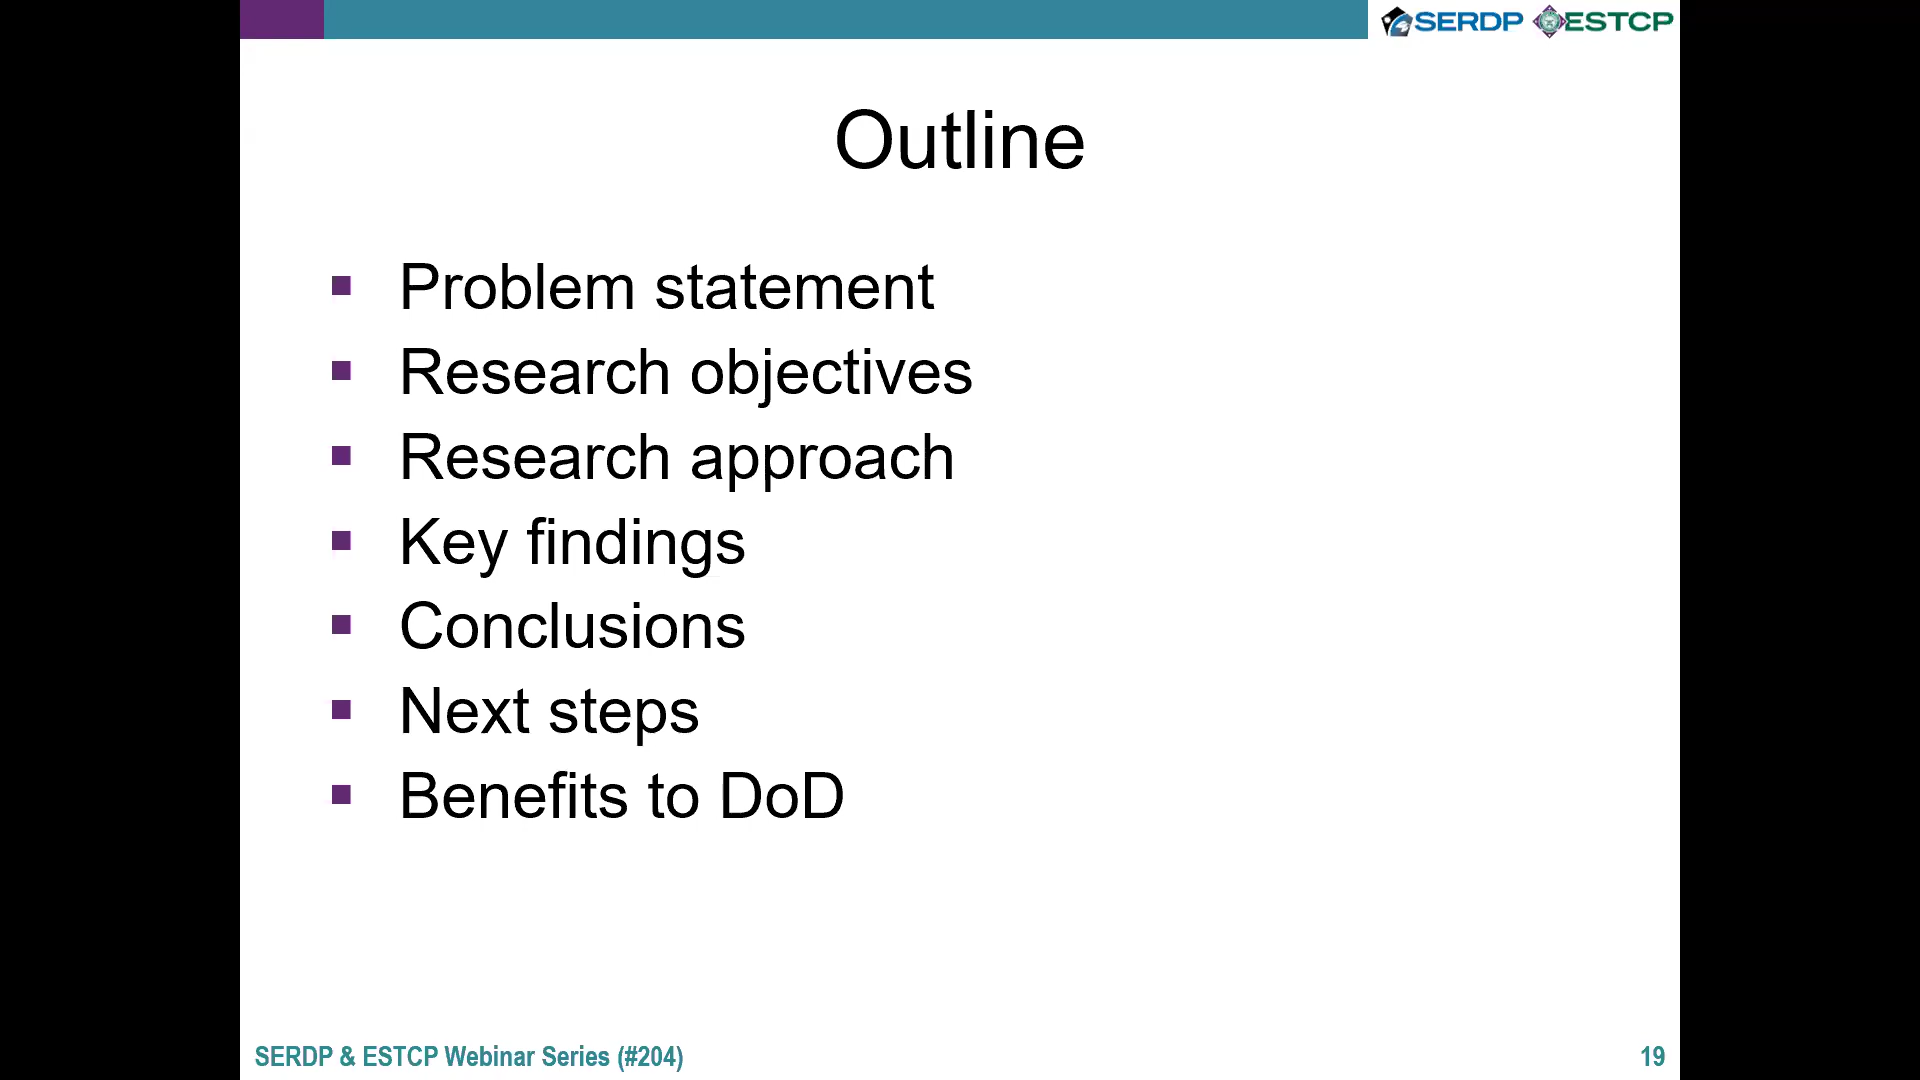 SERDP ESTCP
Outline
▪ Problem statement
▪ Research objectives
▪ Research approach
▪ Key findings
▪ Conclusions
▪ Next steps
▪ Benefits to DoD
SERDP & ESTCP Webinar Series (#204)
19